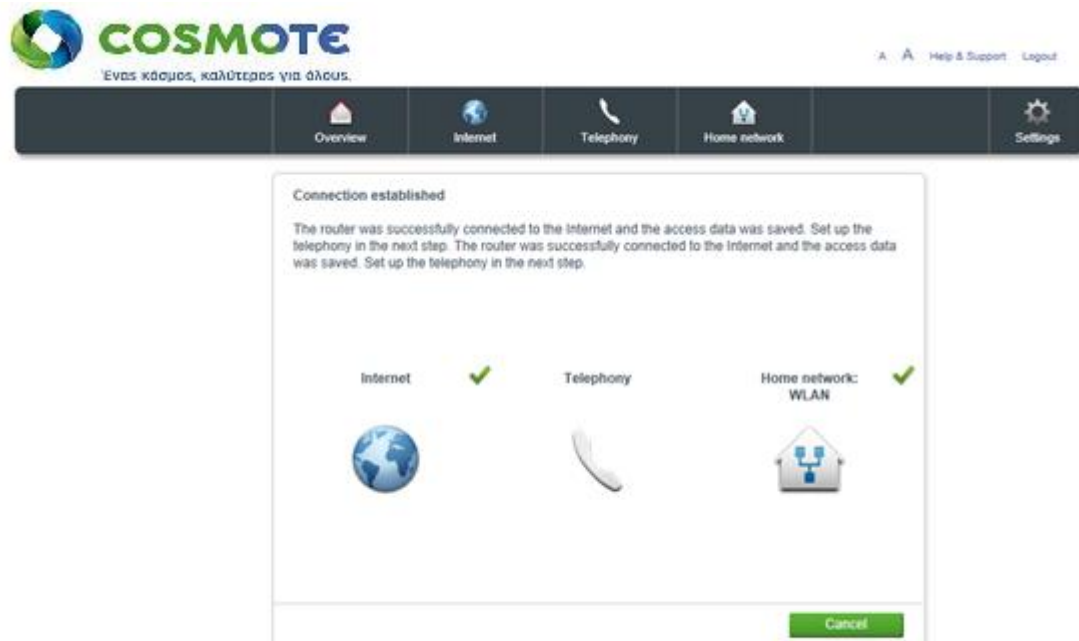 COSMOTE
Ένας κόσμος, καλύτερος για όλους.
A A Help & Support Logout
Overview Internet Telephony Home network Settings
Connection established
The router was successfully connected to the Internet and the access data was saved. Set up the
telephony in the next step. The router was successfully connected to the Internet and the access data
was saved. Set up the telephony in the next step.
Internet Telephony Home network:
WLAN
Cancel